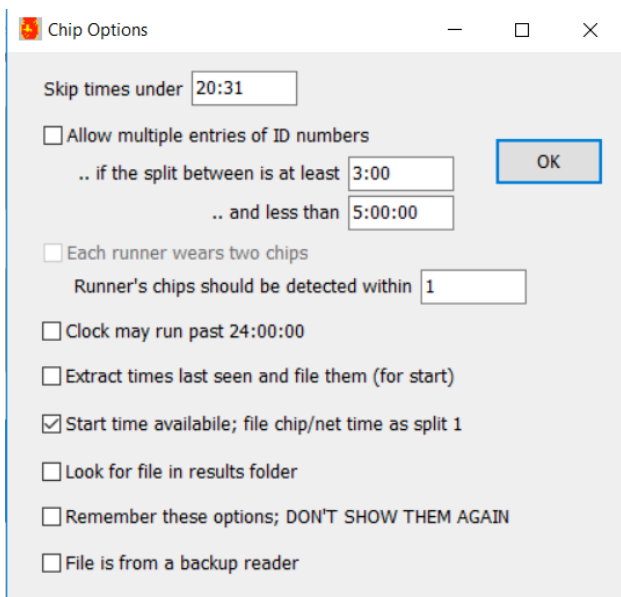 Chip Options
Skip times under 20:31
Allow multiple entries of ID numbers
.. if the split between is at least 3:00
OK
.. and less than 5:00:00
Each runner wears two chips
Runner's chips should be detected within 1
Clock may run past 24:00:00
Extract times last seen and file them (for start)
Start time availabile; file chip/net time as split 1
Look for file in results folder
Remember these options; DON'T SHOW THEM AGAIN
File is from a backup reader